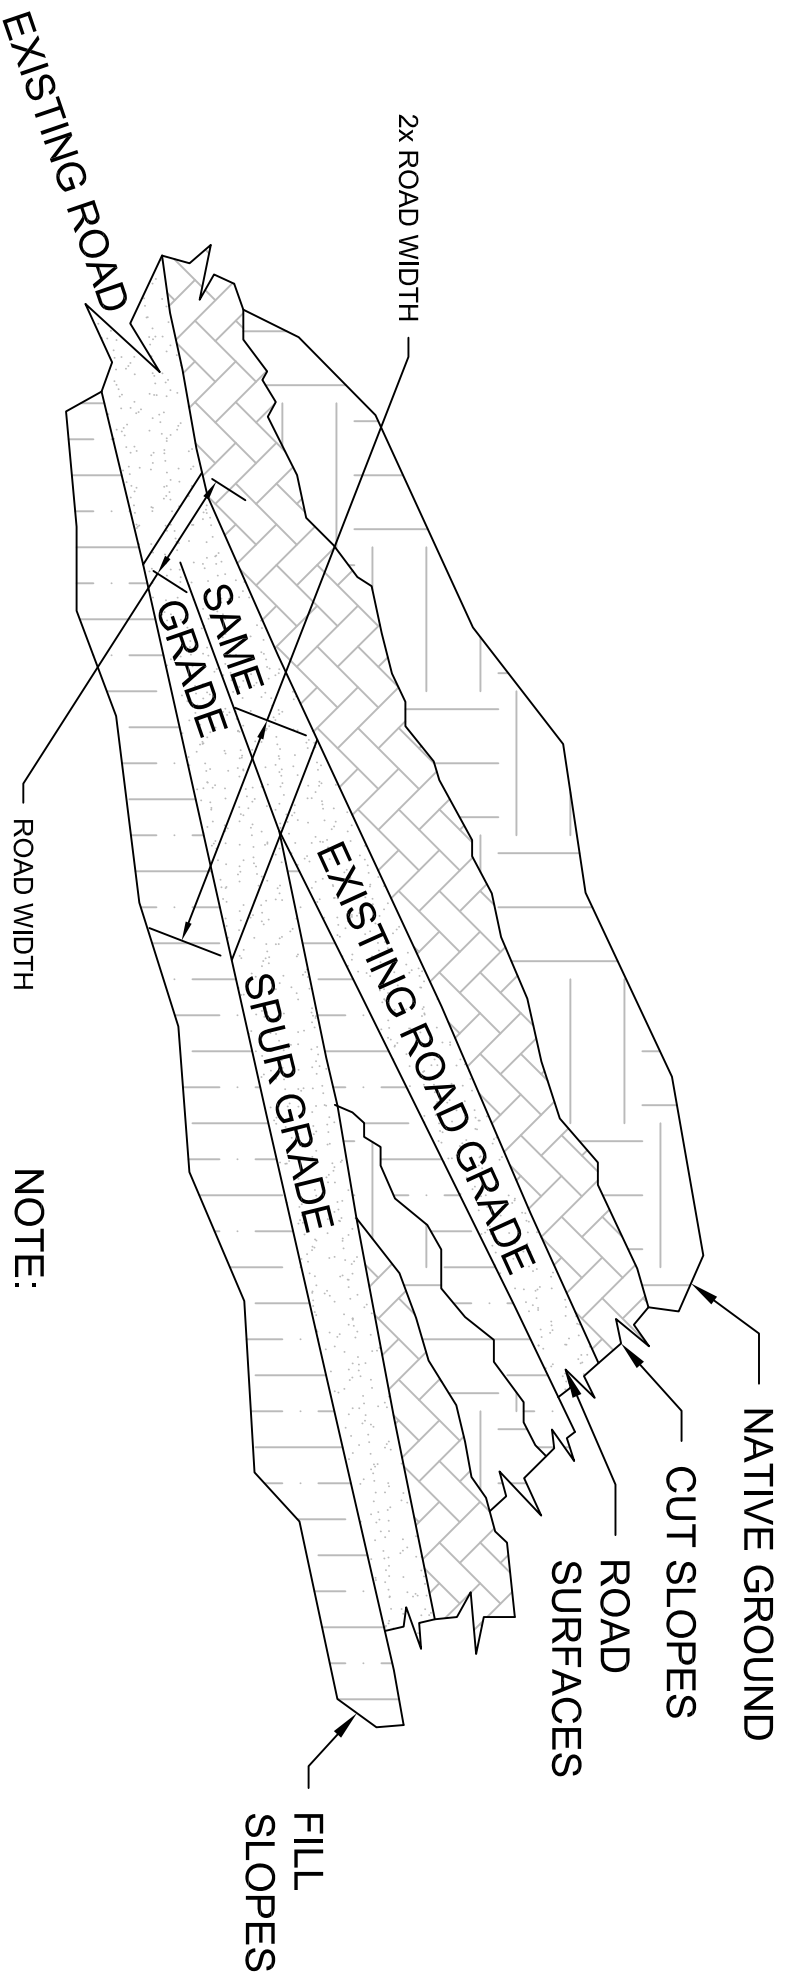 EXISTING ROAD
2x ROAD WIDTH
SAME
GRADE
ROAD WIDTH
EXISTING ROAD GRADE
SPUR GRADE
NATIVE GROUND
CUT SLOPES
ROAD
SURFACES
FILL
SLOPES
NOTE: